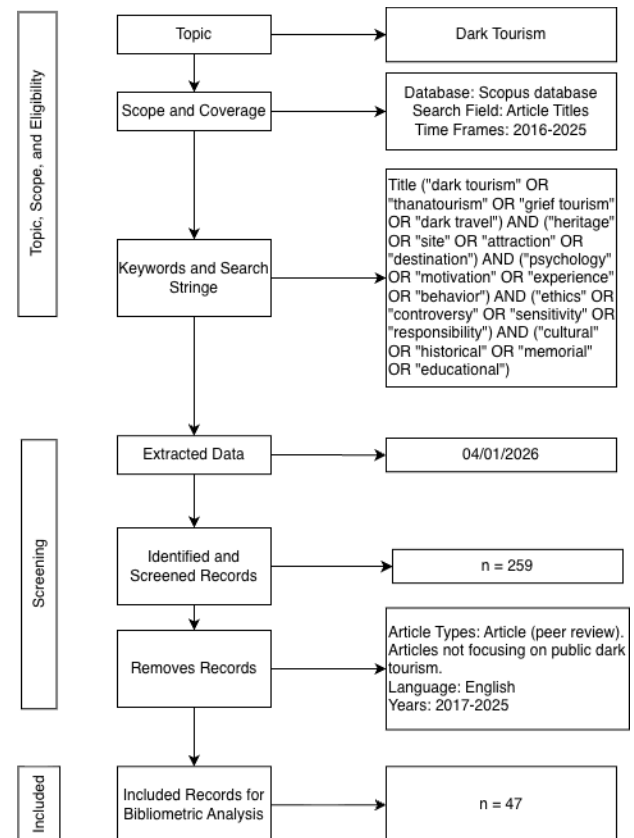 Topic, Scope, and Eligibility
Topic
Dark Tourism
Scope and Coverage
Database: Scopus database
Search Field: Article Titles
Time Frames: 2016-2025
Keywords and Search
Stringe
Title ("dark tourism" OR
"thanatourism" OR "grief tourism"
OR "dark travel") AND ("heritage"
OR "site" OR "attraction" OR
"destination") AND ("psychology"
OR "motivation" OR "experience"
OR "behavior") AND ("ethics" OR
"controversy" OR "sensitivity" OR
"responsibility") AND ("cultural"
OR "historical" OR "memorial"
OR "educational")
Screening
Extracted Data
04/01/2026
Identified and
Screened Records
n = 259
Removes Records
Article Types: Article (peer review).
Articles not focusing on public dark
tourism.
Language: English
Years: 2017-2025
Included
Included Records for
Bibliometric Analysis
n = 47